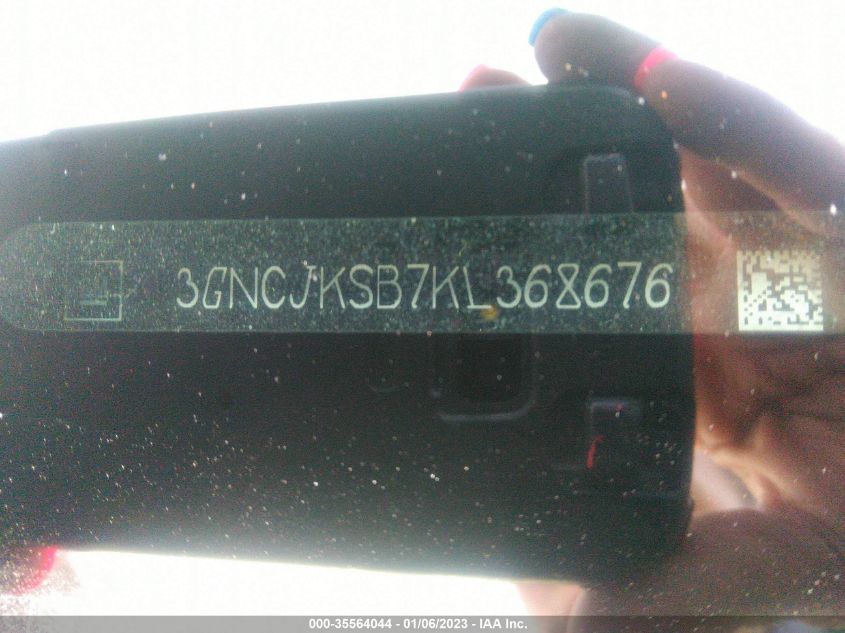 3GNCJKSB7KL368676
000-35564044 - 01/06/2023 - IAA Inc.